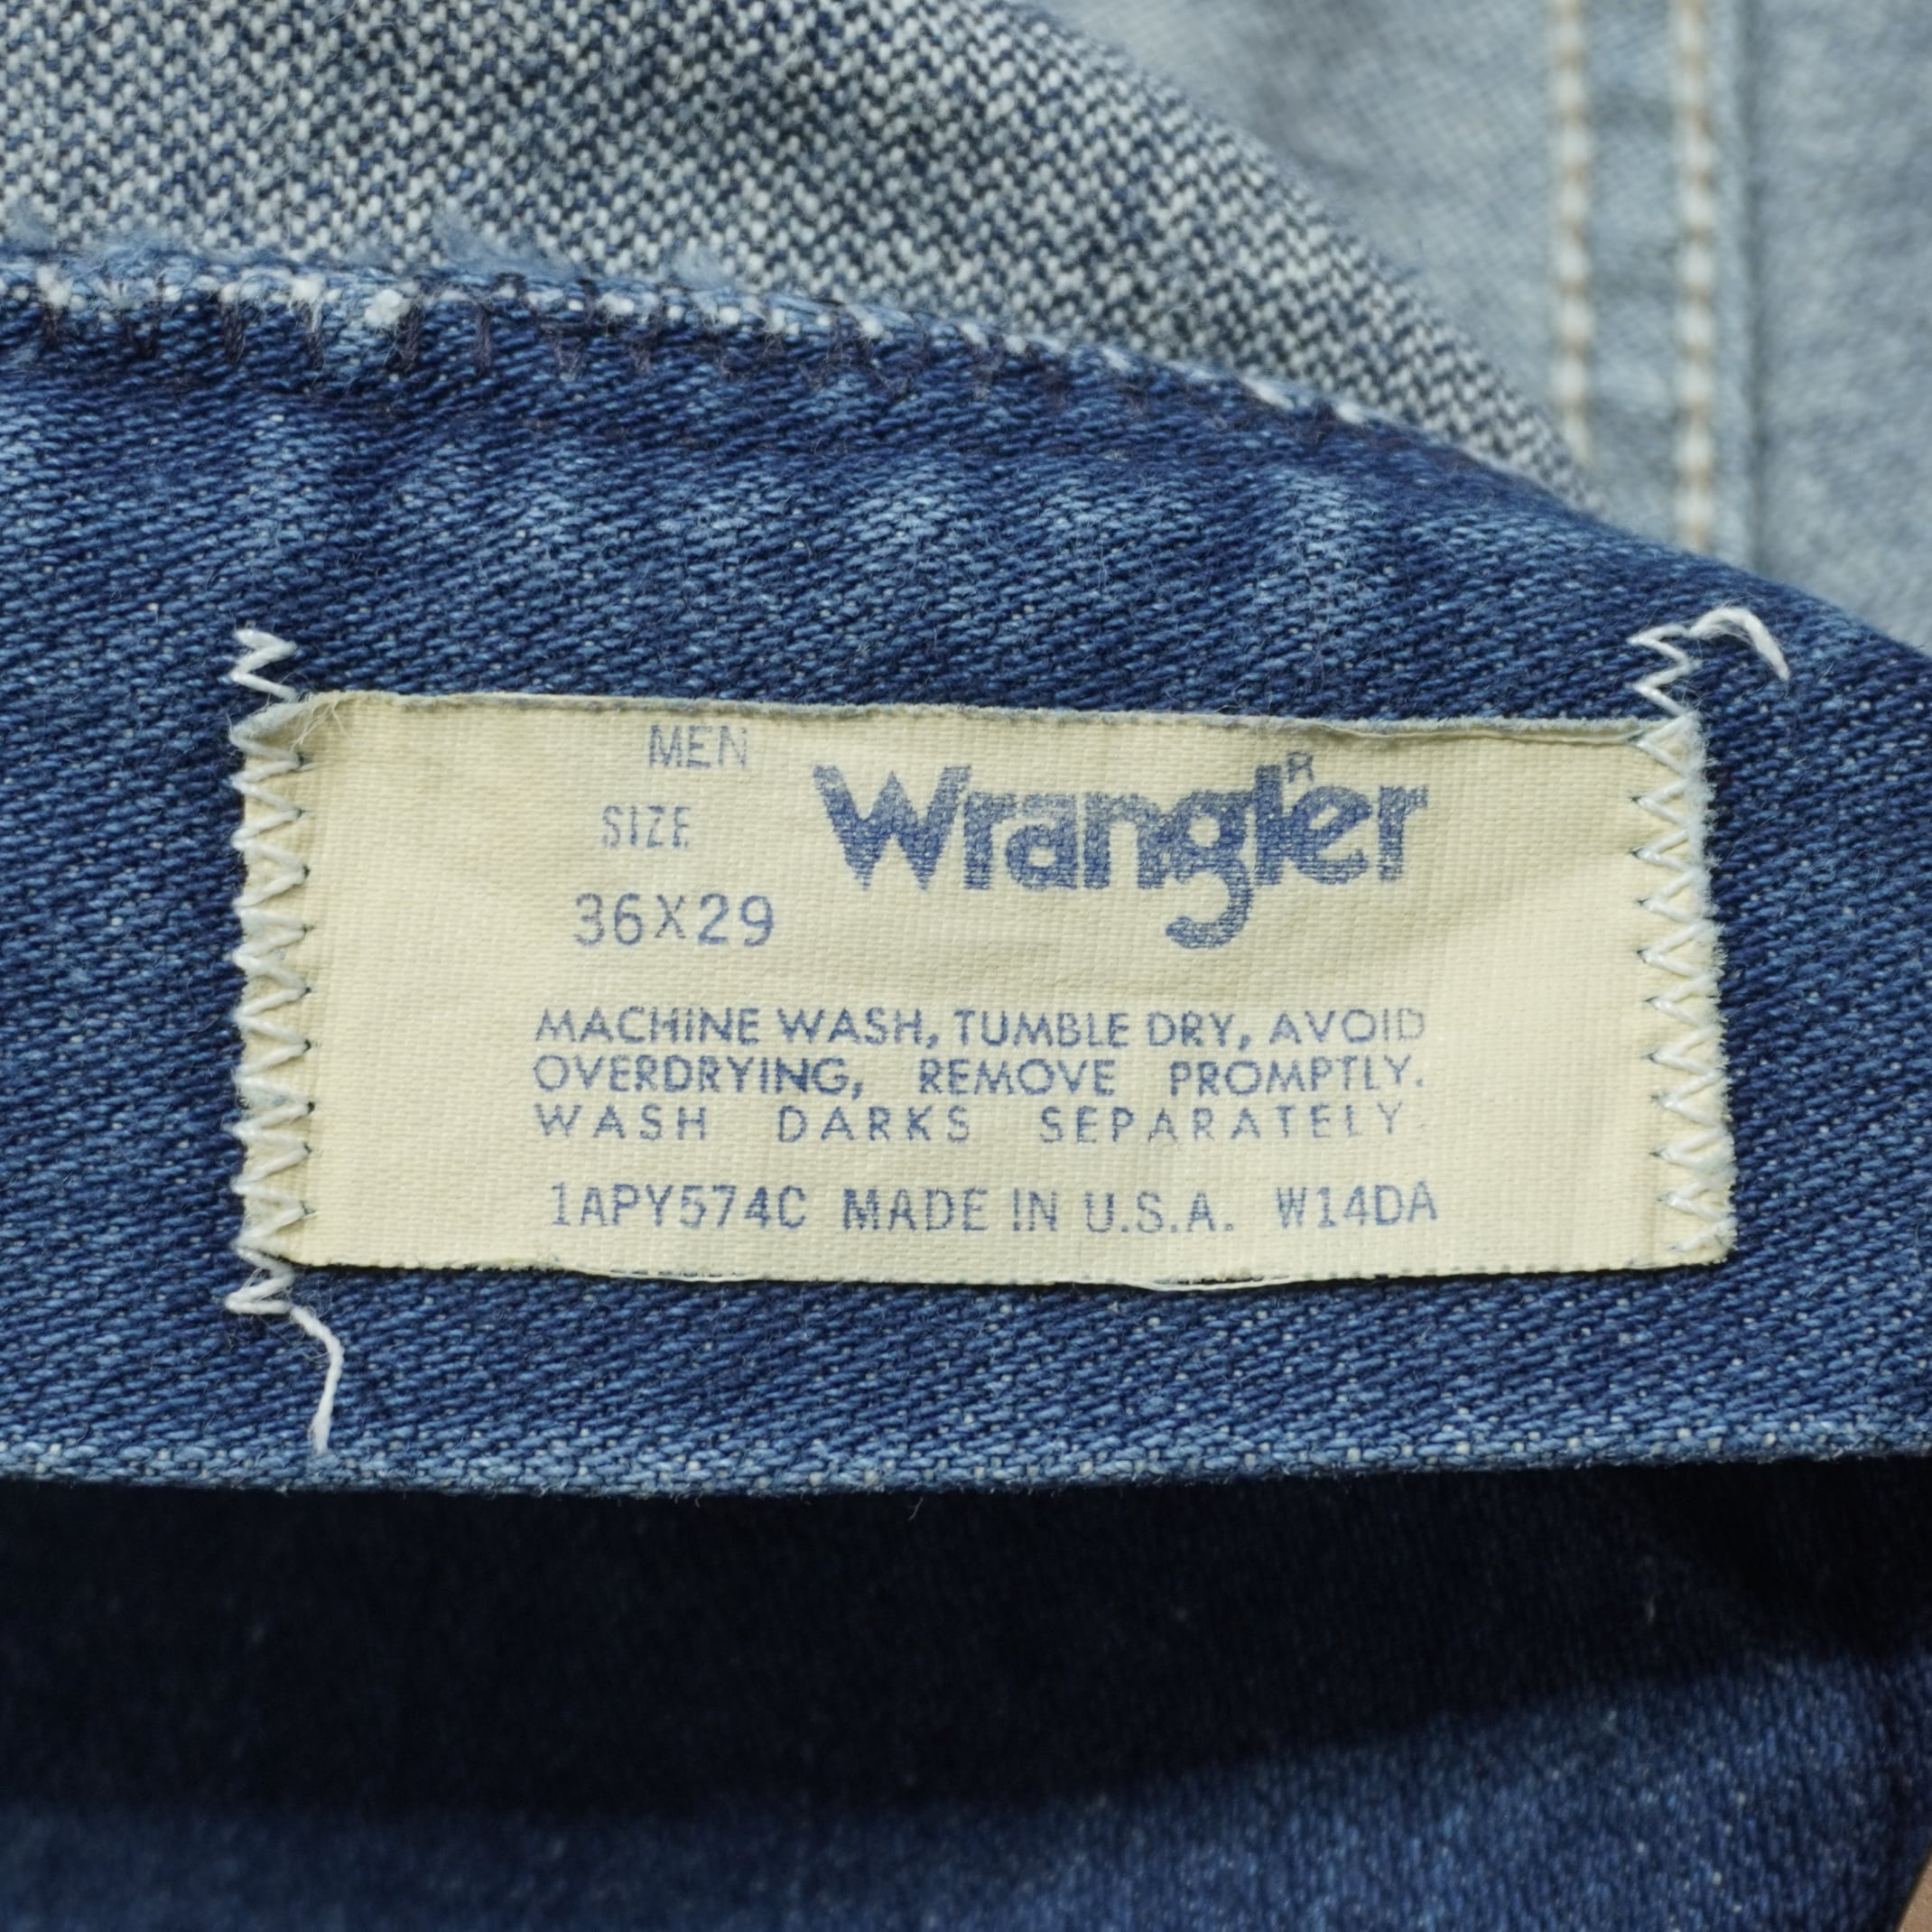 MEN
SIZE
36X29
Wrangler®
MACHINE WASH, TUMBLE DRY, AVOID
OVERDRYING, REMOVE PROMPTLY.
WASH DARKS SEPARATELY.
1APY574C MADE IN U.S.A. W14DA